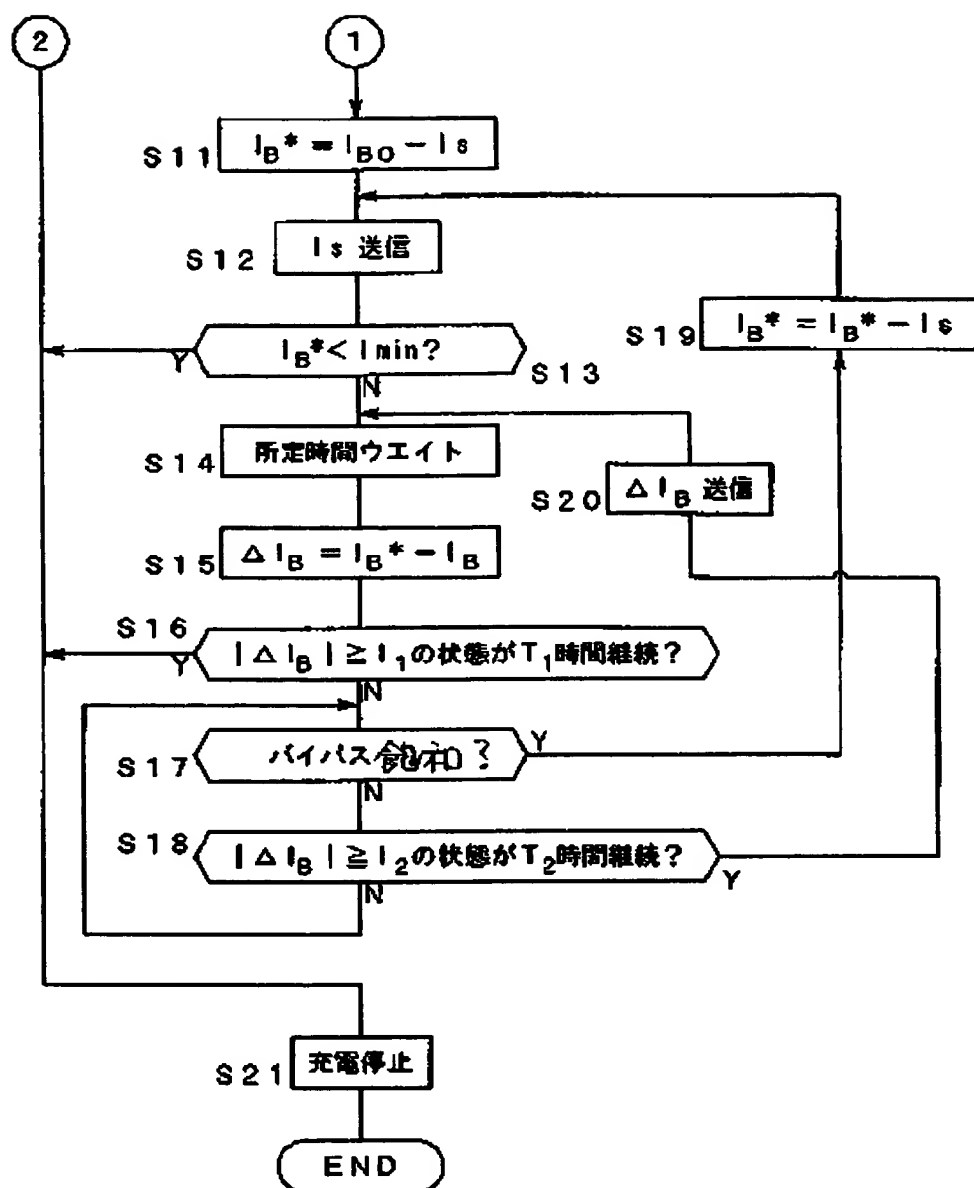 2 1
S11 I_B* = I_B0 − Is
S12 Is 送信
S19 I_B* = I_B* − Is
I_B* < Imin? S13
Y
N
S14 所定時間ウエイト
S20 ΔI_B 送信
S15 ΔI_B = I_B* − I_B
S16 |ΔI_B| ≧ I_1の状態がT_1時間継続?
Y
N
S17 バイパス飽和? Y
N
S18 |ΔI_B| ≧ I_2の状態がT_2時間継続? Y
N
S21 充電停止
END